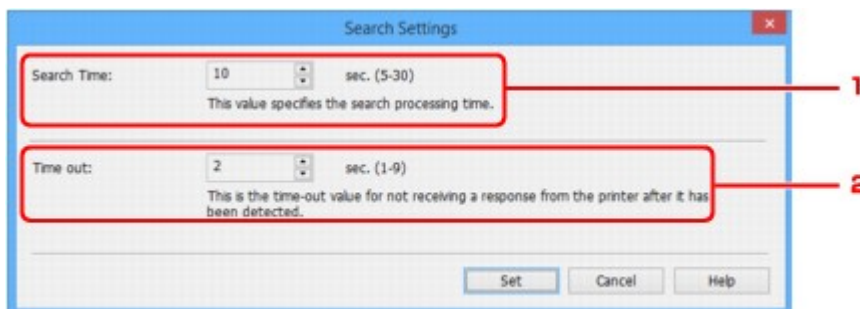 Search Settings
Search Time: 10 sec. (5-30)
This value specifies the search processing time.
1
Time out: 2 sec. (1-9)
This is the time-out value for not receiving a response from the printer after it has
been detected.
2
Set Cancel Help